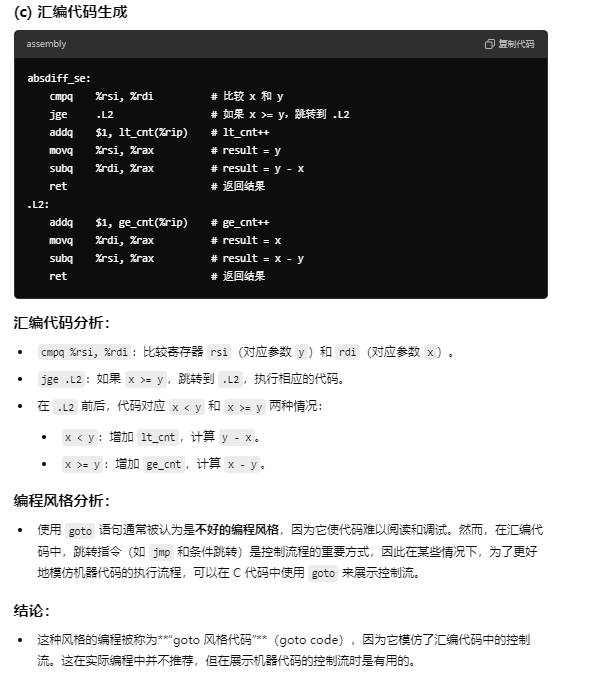 (c) 汇编代码生成
assembly 复制代码
absdiff_se:
cmpq %rsi, %rdi # 比较 x 和 y
jge .L2 # 如果 x >= y，跳转到 .L2
addq $1, lt_cnt(%rip) # lt_cnt++
movq %rsi, %rax # result = y
subq %rdi, %rax # result = y - x
ret # 返回结果
.L2:
addq $1, ge_cnt(%rip) # ge_cnt++
movq %rdi, %rax # result = x
subq %rsi, %rax # result = x - y
ret # 返回结果
汇编代码分析：
• cmpq %rsi, %rdi：比较寄存器 rsi（对应参数 y）和 rdi（对应参数 x）。
• jge .L2：如果 x >= y，跳转到 .L2，执行相应的代码。
• 在 .L2 前后，代码对应 x < y 和 x >= y 两种情况：
• x < y：增加 lt_cnt，计算 y - x。
• x >= y：增加 ge_cnt，计算 x - y。
编程风格分析：
• 使用 goto 语句通常被认为是不好的编程风格，因为它使代码难以阅读和调试。然而，在汇编代
码中，跳转指令（如 jmp 和条件跳转）是控制流程的重要方式，因此在某些情况下，为了更好
地模仿机器代码的执行流程，可以在 C 代码中使用 goto 来展示控制流。
结论：
• 这种风格的编程被称为**“goto 风格代码”**（goto code），因为它模仿了汇编代码中的控制
流。这在实际编程中并不推荐，但在展示机器代码的控制流时是有用的。